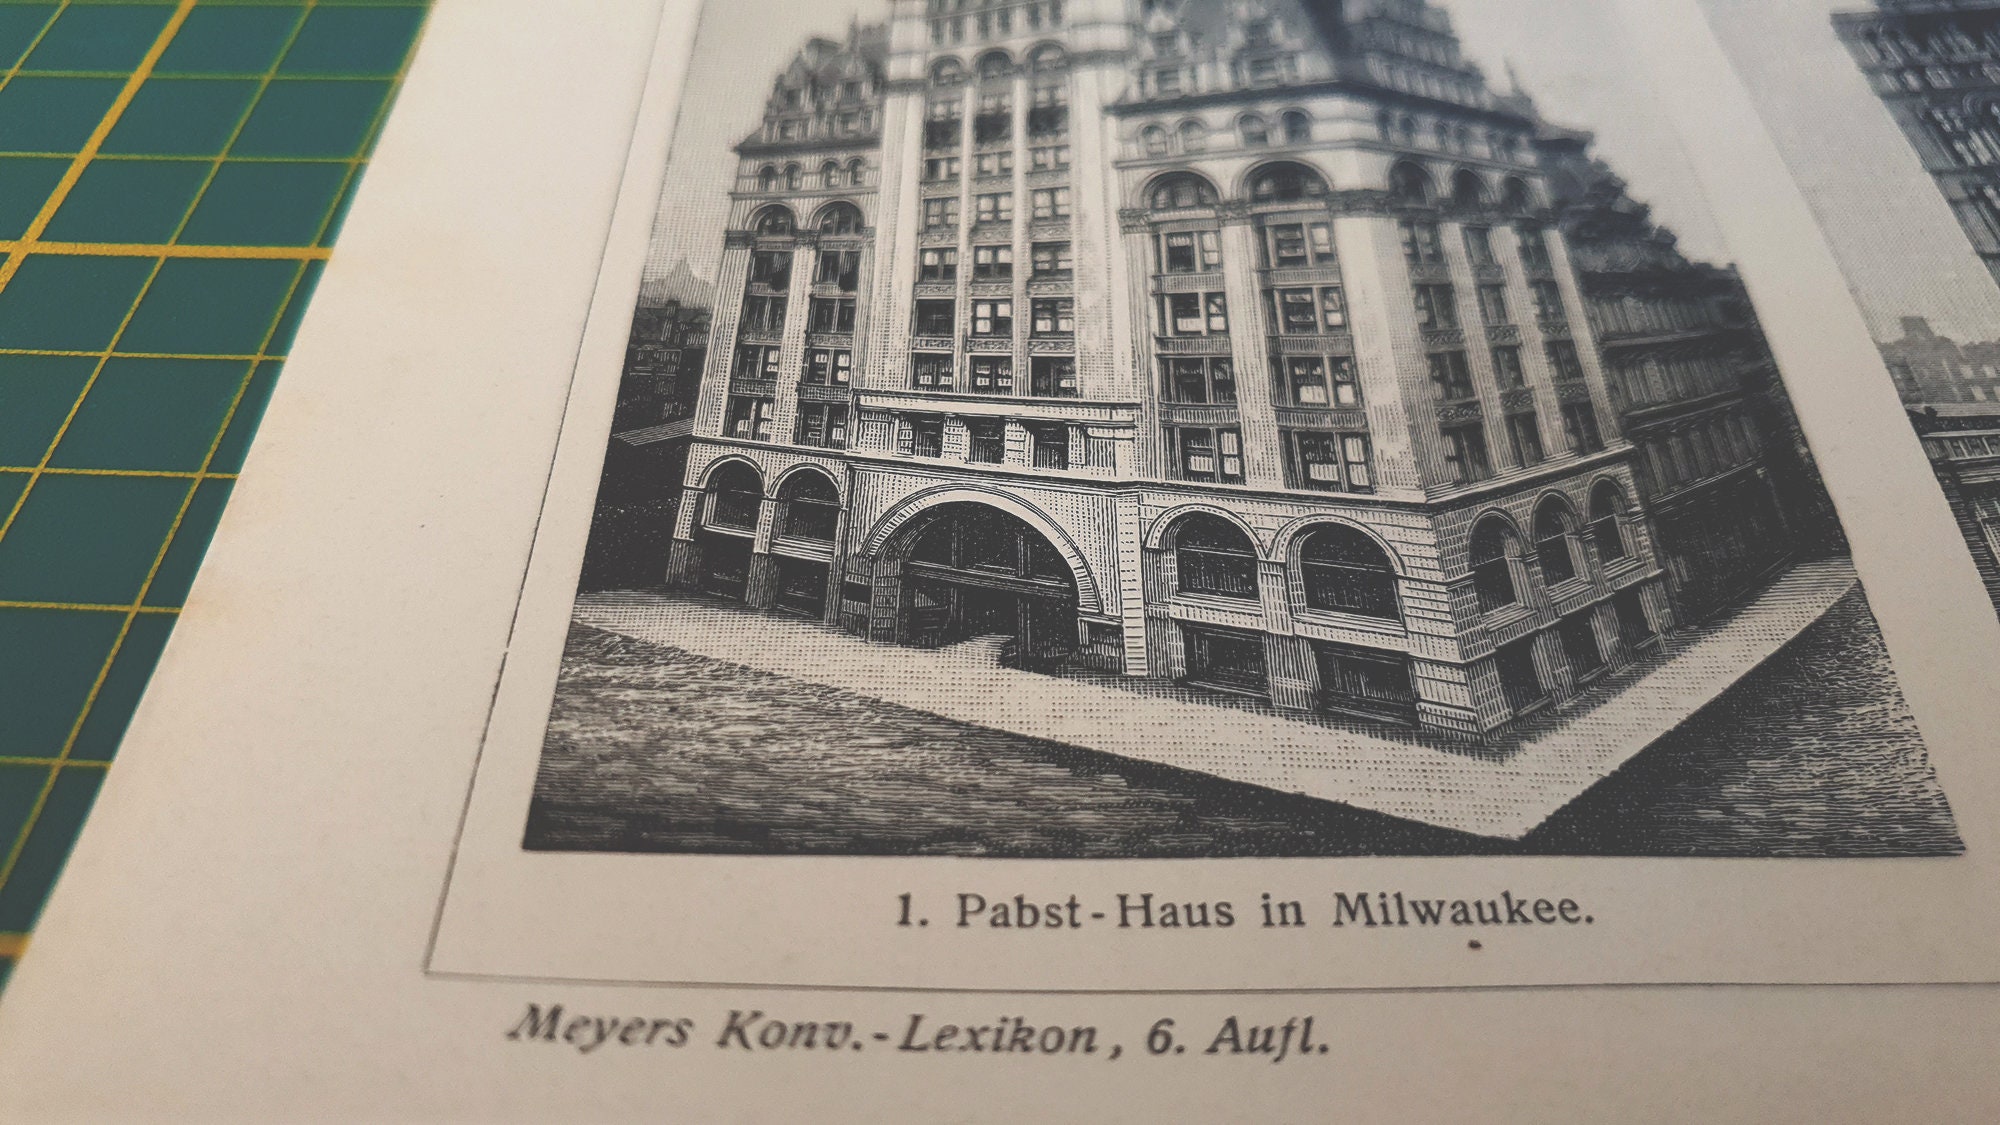 1. Pabst-Haus in Milwaukee.
Meyers Konv.-Lexikon, 6. Aufl.